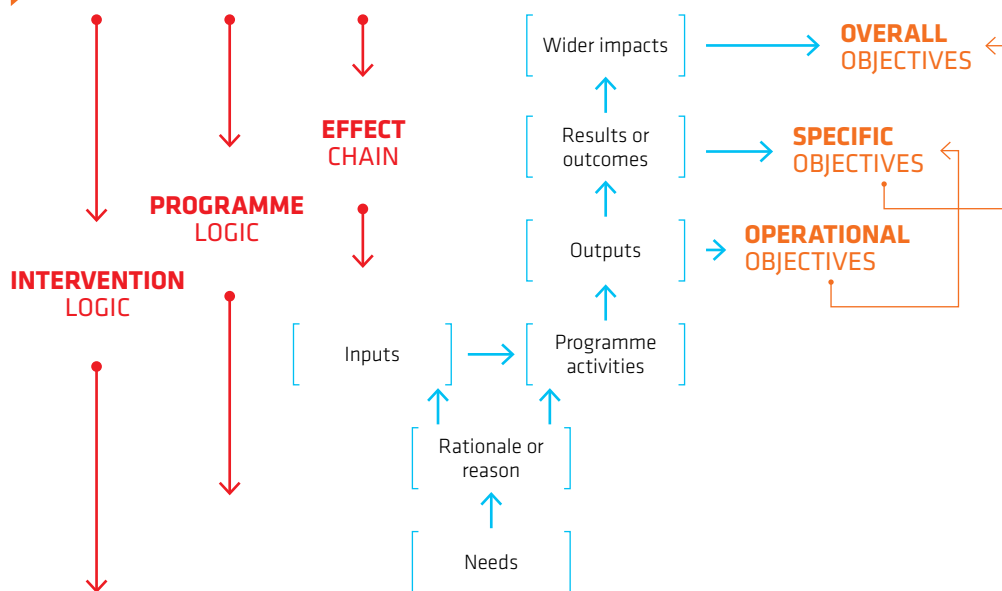 Wider impacts
OVERALL
OBJECTIVES
EFFECT
CHAIN
Results or
outcomes
SPECIFIC
OBJECTIVES
PROGRAMME
LOGIC
Outputs
OPERATIONAL
OBJECTIVES
INTERVENTION
LOGIC
Inputs
Programme
activities
Rationale or
reason
Needs